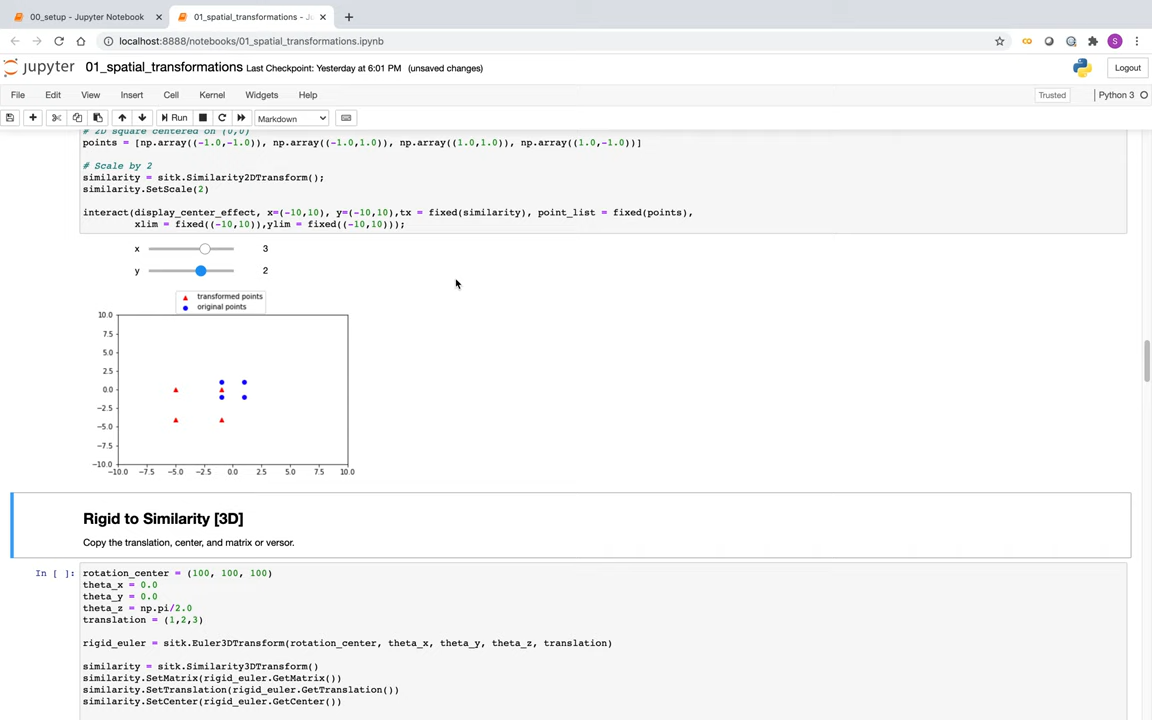 00_setup - Jupyter Notebook
01_spatial_transformations - Ju
localhost:8888/notebooks/01_spatial_transformations.ipynb
S
jupyter 01_spatial_transformations Last Checkpoint: Yesterday at 6:01 PM (unsaved changes)
Logout
File Edit View Insert Cell Kernel Widgets Help
Trusted Python 3
Run Markdown
# 2D square centered on (0,0)
points = [np.array((-1.0,-1.0)), np.array((-1.0,1.0)), np.array((1.0,1.0)), np.array((1.0,-1.0))]
# Scale by 2
similarity = sitk.Similarity2DTransform();
similarity.SetScale(2)
interact(display_center_effect, x=(-10,10), y=(-10,10),tx = fixed(similarity), point_list = fixed(points),
xlim = fixed((-10,10)),ylim = fixed((-10,10)));
x 3
y 2
transformed points
original points
10.0
7.5
5.0
2.5
0.0
−2.5
−5.0
−7.5
−10.0
−10.0 −7.5 −5.0 −2.5 0.0 2.5 5.0 7.5 10.0
Rigid to Similarity [3D]
Copy the translation, center, and matrix or versor.
In [ ]: rotation_center = (100, 100, 100)
theta_x = 0.0
theta_y = 0.0
theta_z = np.pi/2.0
translation = (1,2,3)
rigid_euler = sitk.Euler3DTransform(rotation_center, theta_x, theta_y, theta_z, translation)
similarity = sitk.Similarity3DTransform()
similarity.SetMatrix(rigid_euler.GetMatrix())
similarity.SetTranslation(rigid_euler.GetTranslation())
similarity.SetCenter(rigid_euler.GetCenter())